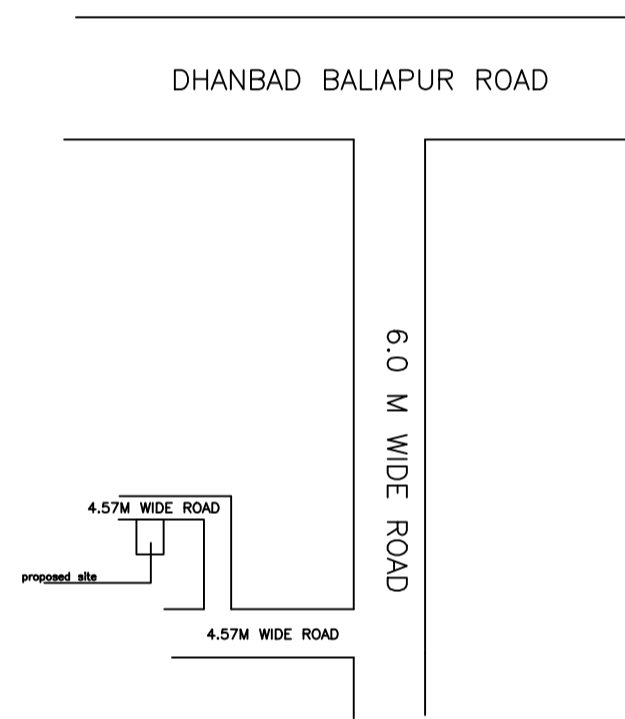 DHANBAD BALIAPUR ROAD
6.0 M WIDE ROAD
4.57M WIDE ROAD
proposed site
4.57M WIDE ROAD